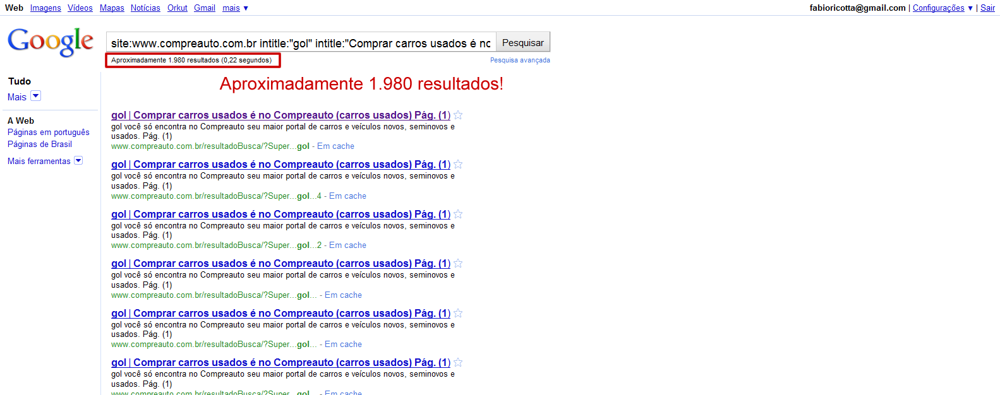 Web Imagens Vídeos Mapas Notícias Orkut Gmail mais ▼
fabioricotta@gmail.com | Configurações ▼ | Sair
Google
site:www.compreauto.com.br intitle:"gol" intitle:"Comprar carros usados é no
Pesquisar
Aproximadamente 1.980 resultados (0,22 segundos)
Pesquisa avançada
Aproximadamente 1.980 resultados!
Tudo
Mais
A Web
Páginas em português
Páginas de Brasil
Mais ferramentas
gol | Comprar carros usados é no Compreauto (carros usados) Pág. (1)
gol você só encontra no Compreauto seu maior portal de carros e veículos novos, seminovos e
usados. Pág. (1)
www.compreauto.com.br/resultadoBusca/?Super...gol - Em cache
gol | Comprar carros usados é no Compreauto (carros usados) Pág. (1)
gol você só encontra no Compreauto seu maior portal de carros e veículos novos, seminovos e
usados. Pág. (1)
www.compreauto.com.br/resultadoBusca/?Super...gol...4 - Em cache
gol | Comprar carros usados é no Compreauto (carros usados) Pág. (1)
gol você só encontra no Compreauto seu maior portal de carros e veículos novos, seminovos e
usados. Pág. (1)
www.compreauto.com.br/resultadoBusca/?Super...gol...2 - Em cache
gol | Comprar carros usados é no Compreauto (carros usados) Pág. (1)
gol você só encontra no Compreauto seu maior portal de carros e veículos novos, seminovos e
usados. Pág. (1)
www.compreauto.com.br/resultadoBusca/?Super...gol... - Em cache
gol | Comprar carros usados é no Compreauto (carros usados) Pág. (1)
gol você só encontra no Compreauto seu maior portal de carros e veículos novos, seminovos e
usados. Pág. (1)
www.compreauto.com.br/resultadoBusca/?Super...gol... - Em cache
gol | Comprar carros usados é no Compreauto (carros usados) Pág. (1)
gol você só encontra no Compreauto seu maior portal de carros e veículos novos, seminovos e
usados. Pág. (1)
www.compreauto.com.br/resultadoBusca/?Super...gol... - Em cache